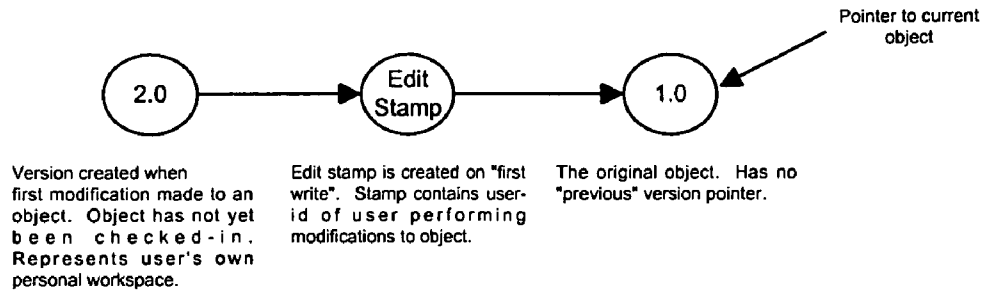 Pointer to current
object
2.0
Edit
Stamp
1.0
Version created when
first modification made to an
object. Object has not yet
been checked-in.
Represents user's own
personal workspace.
Edit stamp is created on "first
write". Stamp contains user-
id of user performing
modifications to object.
The original object. Has no
"previous" version pointer.